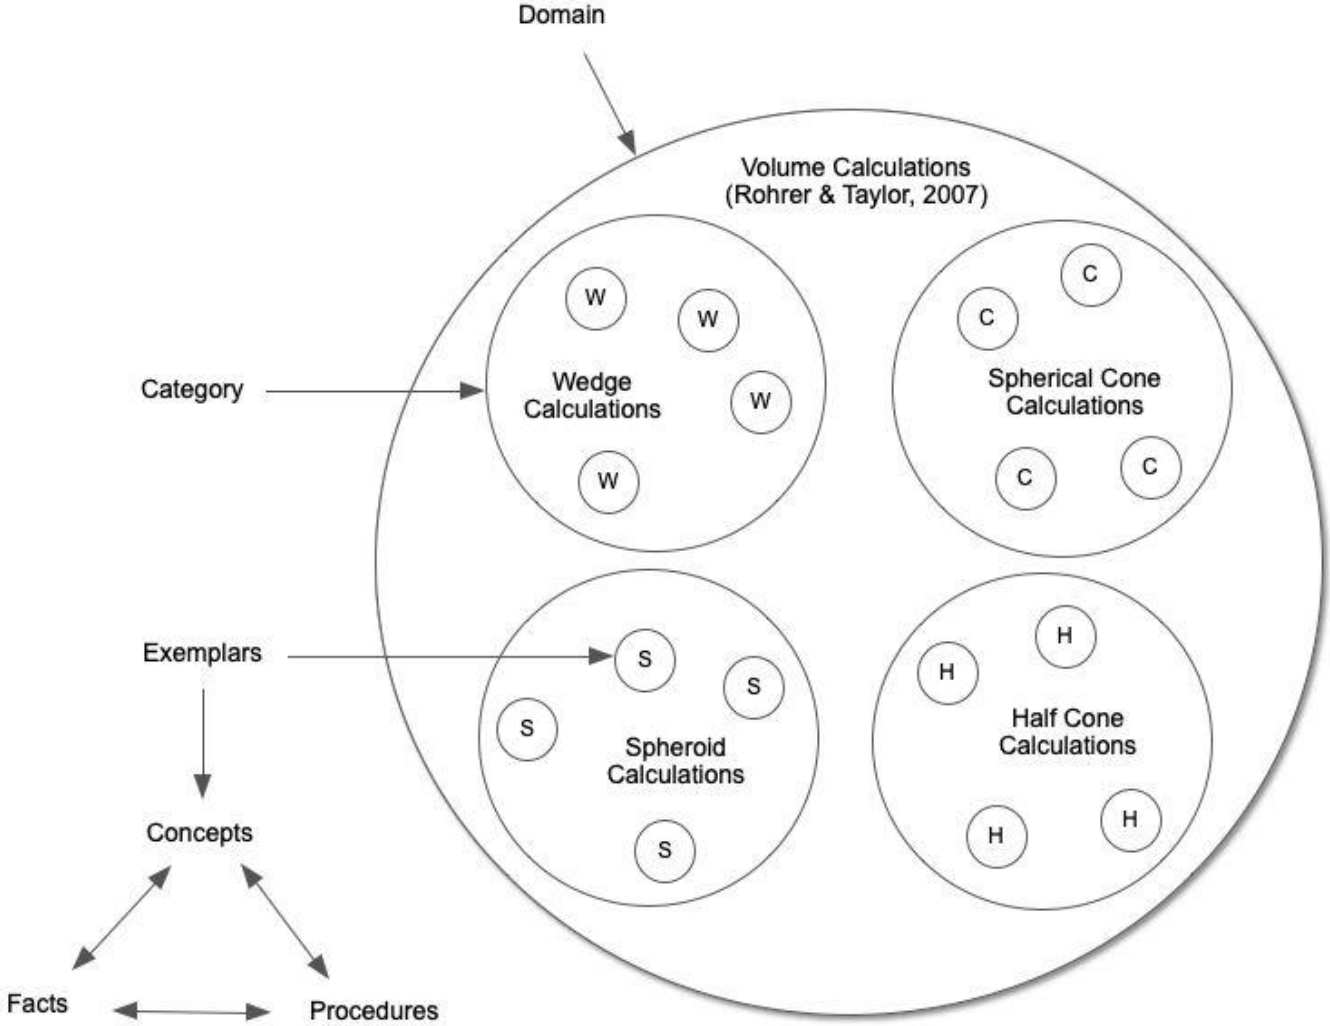 Domain
Volume Calculations
(Rohrer & Taylor, 2007)
C
W
C
W
Category
Wedge
Calculations
W
Spherical Cone
Calculations
W
C
C
Exemplars
S
S
S
Spheroid
Calculations
S
H
H
Half Cone
Calculations
H
H
Concepts
Facts
Procedures